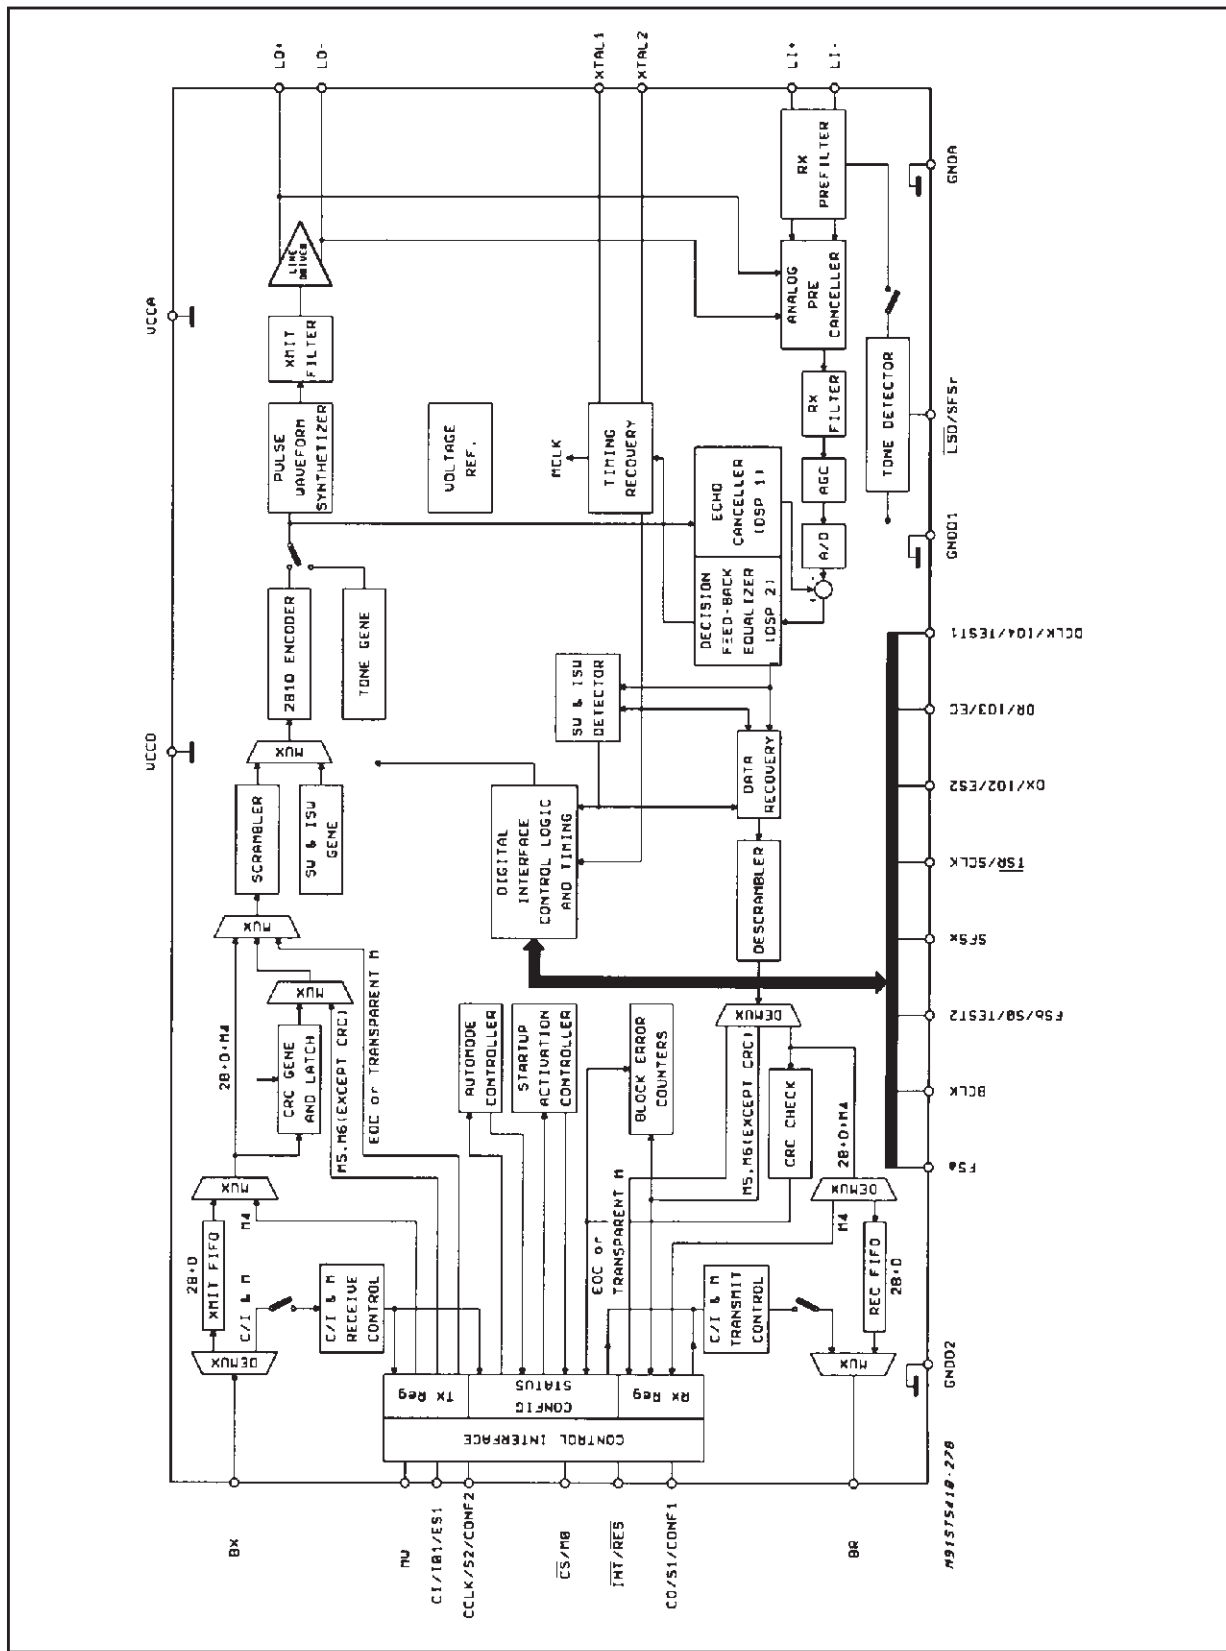 BX
MW
CI/I01/ES1
CCLK/S2/CONF2
CS/M0
INT/RES
CO/S1/CONF1
BR
VCCD
VCCA
LO+
LO-
XTAL1
XTAL2
LI+
LI-
GNDA
LSD/SFSr
GNDD1
DCLK/IO4/TEST1
DR/IO3/EC
DX/IO2/ES2
TSR/SCLK
SFSx
FSb/S0/TEST2
BCLK
FSa
GNDD2
DEMUX
2B+D
XMIT FIFO
C/I & M
C/I & M
RECEIVE
CONTROL
MUX
M4
2B+D+M4
CRC GENE
AND LATCH
MUX
M5,M6(EXCEPT CRC)
EOC or TRANSPARENT M
MUX
SCRAMBLER
SW & ISW
GENE
MUX
2B1Q ENCODER
TONE GENE
PULSE
WAVEFORM
SYNTHETIZER
XMIT
FILTER
LINE
DRIVER
CONTROL INTERFACE
TX Reg
CONFIG
STATUS
RX Reg
AUTOMODE
CONTROLLER
STARTUP
ACTIVATION
CONTROLLER
DIGITAL
INTERFACE
CONTROL LOGIC
AND TIMING
SW & ISW
DETECTOR
VOLTAGE
REF.
MCLK
TIMING
RECOVERY
ECHO
CANCELLER
(DSP 1)
DECISION
FEED-BACK
EQUALIZER
(DSP 2)
RX
PREFILTER
ANALOG
PRE
CANCELLER
RX
FILTER
AGC
A/D
TONE DETECTOR
DATA
RECOVERY
DESCRAMBLER
DEMUX
BLOCK ERROR
COUNTERS
M5,M6(EXCEPT CRC)
CRC CHECK
2B+D+M4
EOC or
TRANSPARENT M
DEMUX
M4
REC FIFO
2B+D
C/I & M
TRANSMIT
CONTROL
MUX
M91ST5410-27B